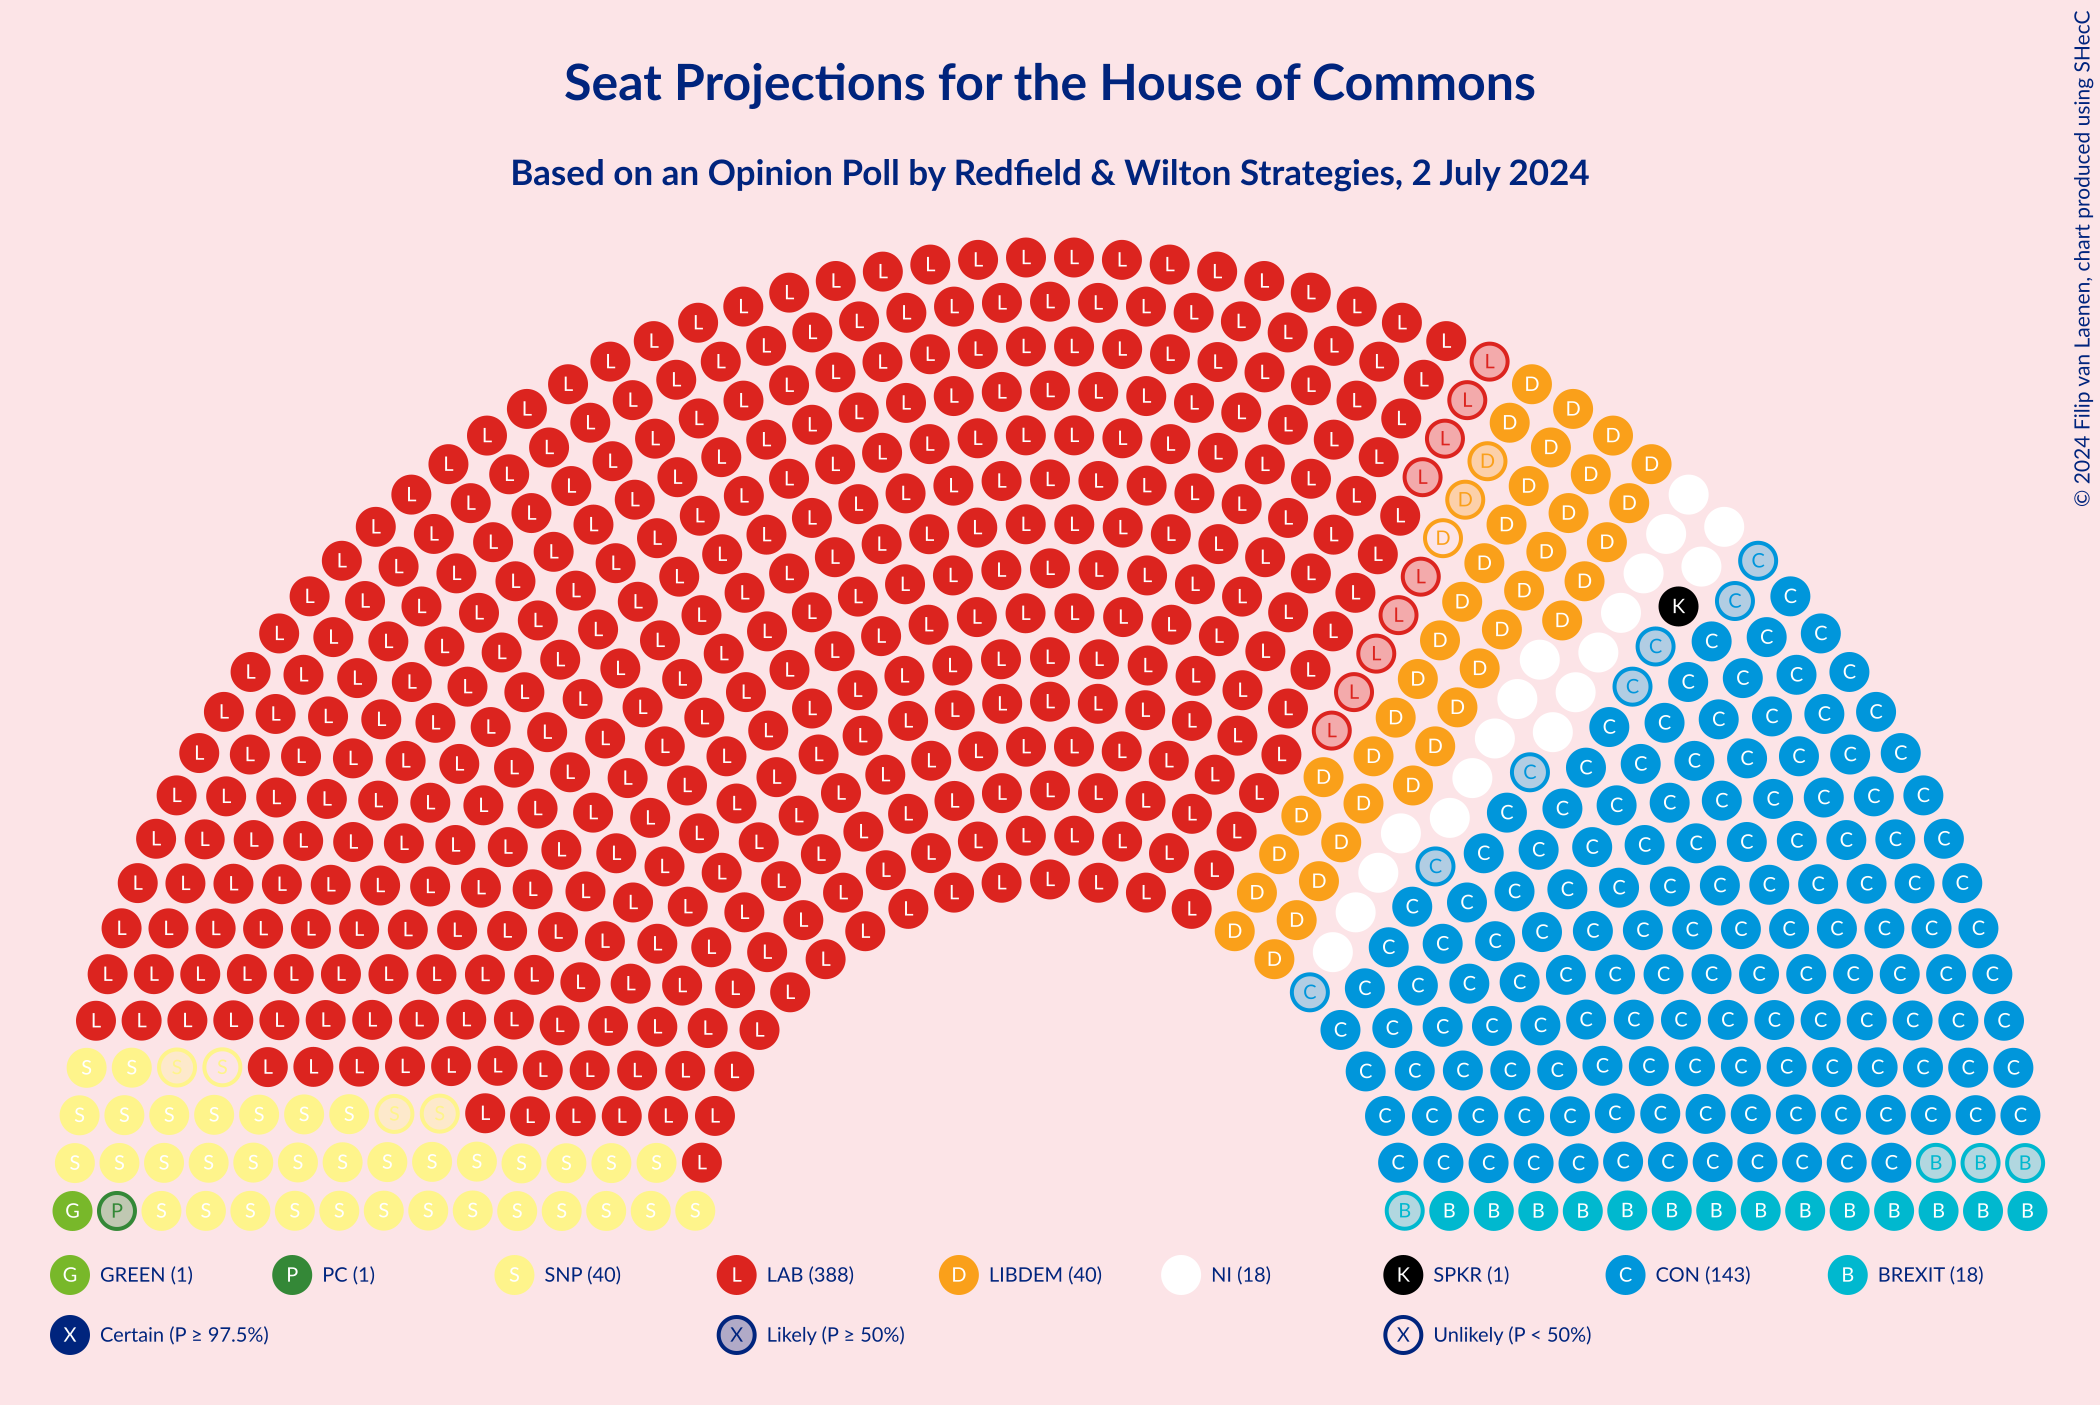 Seat Projections for the House of Commons
Based on an Opinion Poll by Redfield & Wilton Strategies, 2 July 2024
© 2024 Filip van Laenen, chart produced using SHecC
G GREEN (1)
P PC (1)
S SNP (40)
L LAB (388)
D LIBDEM (40)
NI (18)
K SPKR (1)
C CON (143)
B BREXIT (18)
X Certain (P ≥ 97.5%)
X Likely (P ≥ 50%)
X Unlikely (P < 50%)